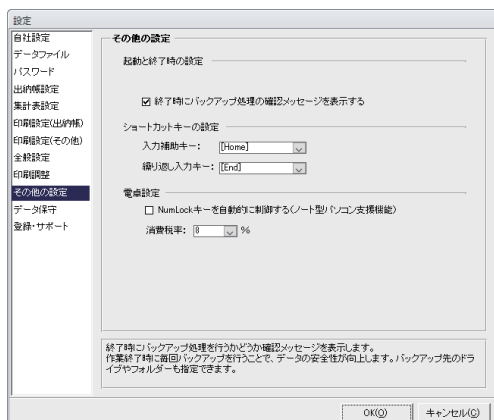 設定
自社設定
データファイル
パスワード
出納帳設定
集計表設定
印刷設定(出納帳)
印刷設定(その他)
全般設定
印刷調整
その他の設定
データ保守
登録・サポート
その他の設定
起動と終了時の設定
終了時にバックアップ処理の確認メッセージを表示する
ショートカットキーの設定
入力補助キー: [Home]
繰り返し入力キー: [End]
電卓設定
NumLockキーを自動的に制御する(ノート型パソコン支援機能)
消費税率: 8 %
終了時にバックアップ処理を行うかどうか確認メッセージを表示します。
作業終了時に毎回バックアップを行うことで、データの安全性が向上します。バックアップ先のドラ
イブやフォルダーも指定できます。
OK(O) キャンセル(C)